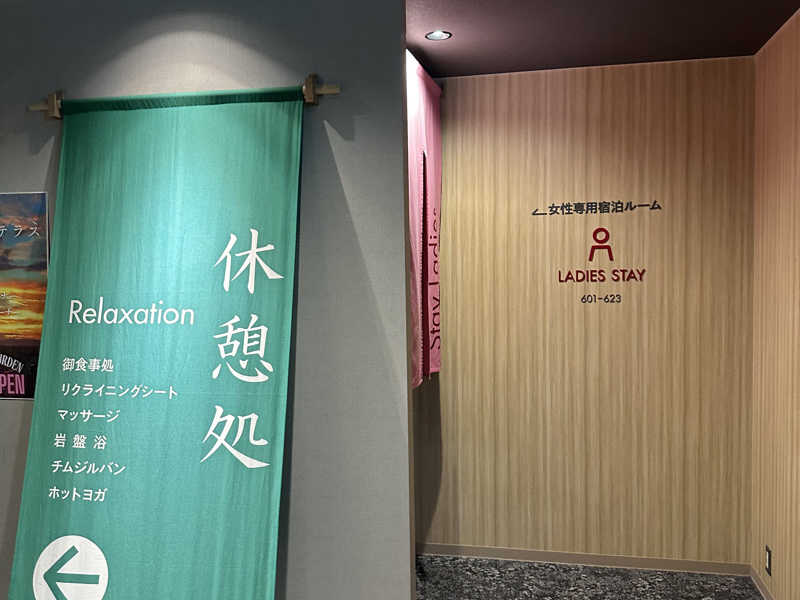 テラス
GARDEN
OPEN
休憩処
Relaxation
御食事処
リクライニングシート
マッサージ
岩盤浴
チムジルバン
ホットヨガ
Stay Ladies
女性専用宿泊ルーム
LADIES STAY
601-623